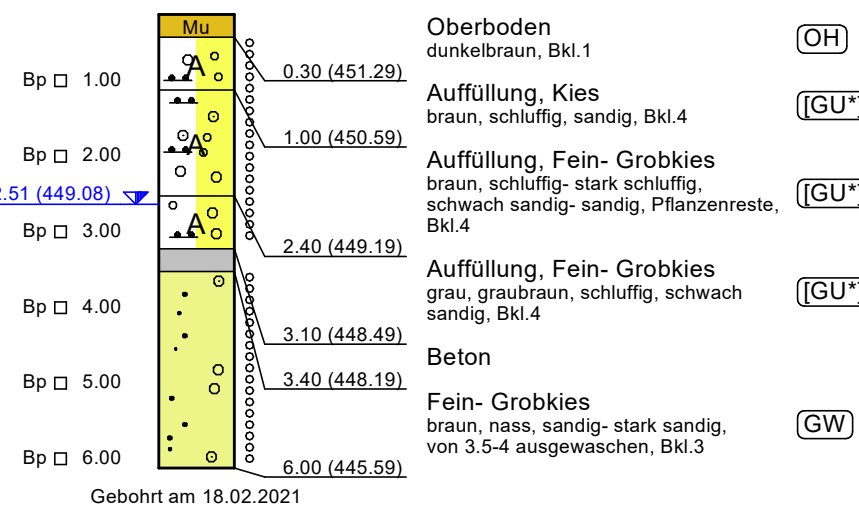 Mu
Oberboden
dunkelbraun, Bkl.1
OH
A
Bp 1.00
0.30 (451.29)
Auffüllung, Kies
braun, schluffig, sandig, Bkl.4
[GU*]
A
1.00 (450.59)
Bp 2.00
Auffüllung, Fein- Grobkies
braun, schluffig- stark schluffig,
schwach sandig- sandig, Pflanzenreste,
Bkl.4
[GU*]
2.51 (449.08)
A
Bp 3.00
2.40 (449.19)
Auffüllung, Fein- Grobkies
grau, graubraun, schluffig, schwach
sandig, Bkl.4
[GU*]
Bp 4.00
3.10 (448.49)
Beton
Bp 5.00
3.40 (448.19)
Fein- Grobkies
braun, nass, sandig- stark sandig,
von 3.5-4 ausgewaschen, Bkl.3
GW
Bp 6.00
6.00 (445.59)
Gebohrt am 18.02.2021